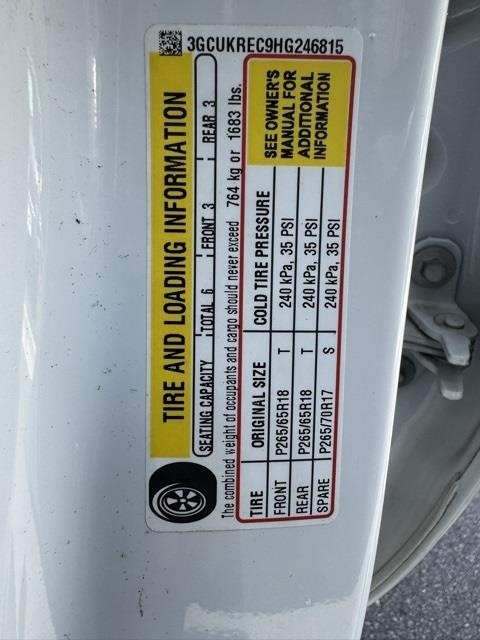 3GCUKREC9HG246815
TIRE AND LOADING INFORMATION
SEATING CAPACITY TOTAL 6 FRONT 3 REAR 3
The combined weight of occupants and cargo should never exceed 764 kg or 1683 lbs.
TIRE ORIGINAL SIZE COLD TIRE PRESSURE
FRONT P265/65R18 T 240 kPa, 35 PSI
REAR P265/65R18 T 240 kPa, 35 PSI
SPARE P265/70R17 S 240 kPa, 35 PSI
SEE OWNER'S
MANUAL FOR
ADDITIONAL
INFORMATION